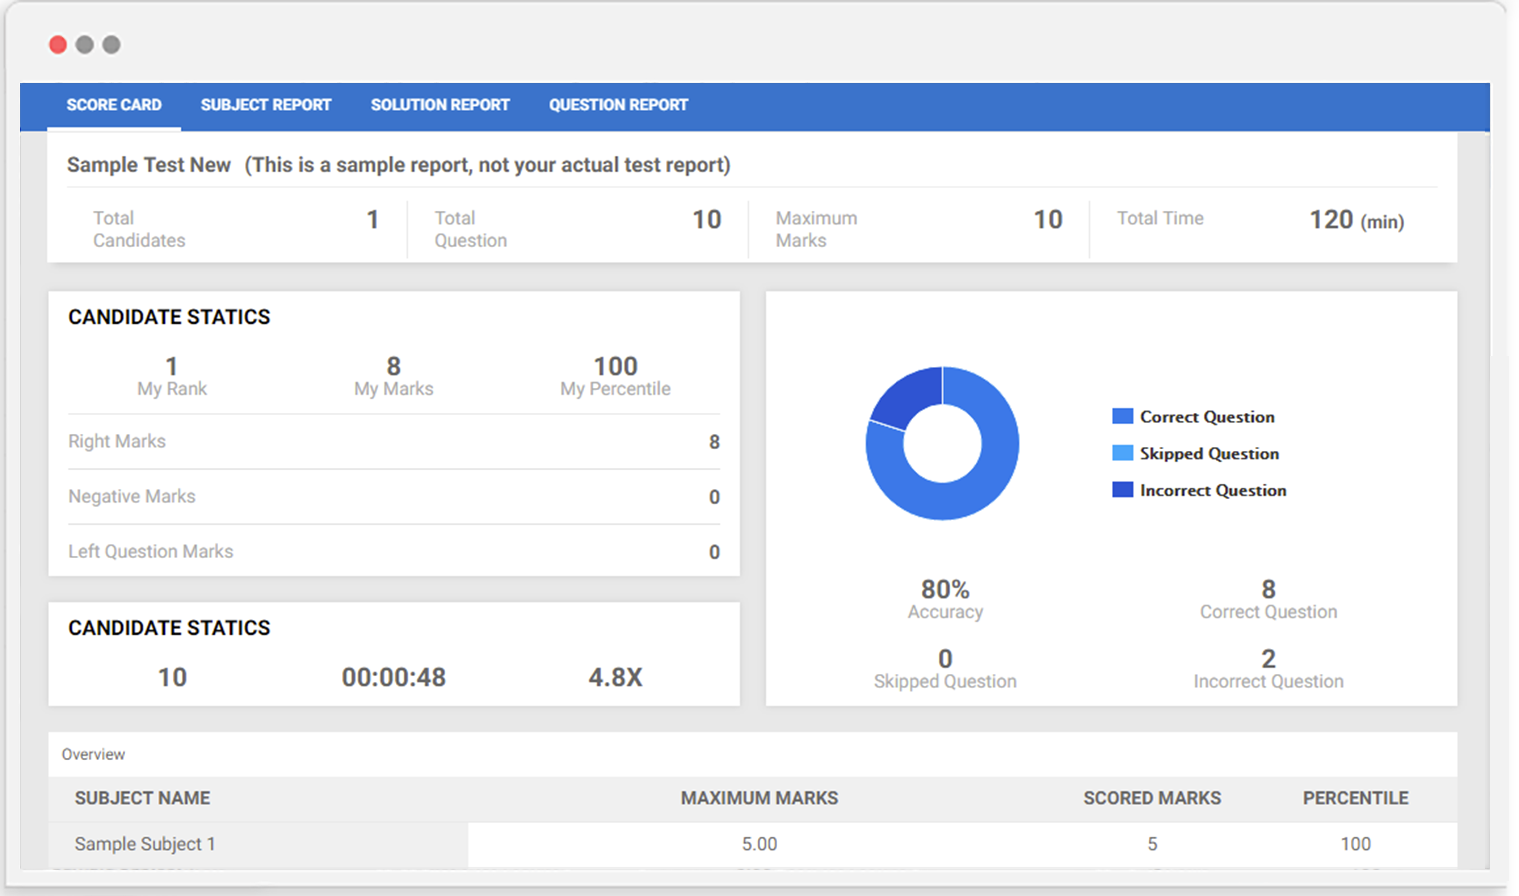 SCORE CARD SUBJECT REPORT SOLUTION REPORT QUESTION REPORT
Sample Test New (This is a sample report, not your actual test report)
Total Candidates 1
Total Question 10
Maximum Marks 10
Total Time 120 (min)
CANDIDATE STATICS
1 8 100
My Rank My Marks My Percentile
Right Marks 8
Negative Marks 0
Left Question Marks 0
CANDIDATE STATICS
10 00:00:48 4.8X
Correct Question
Skipped Question
Incorrect Question
80% 8
Accuracy Correct Question
0 2
Skipped Question Incorrect Question
Overview
SUBJECT NAME MAXIMUM MARKS SCORED MARKS PERCENTILE
Sample Subject 1 5.00 5 100